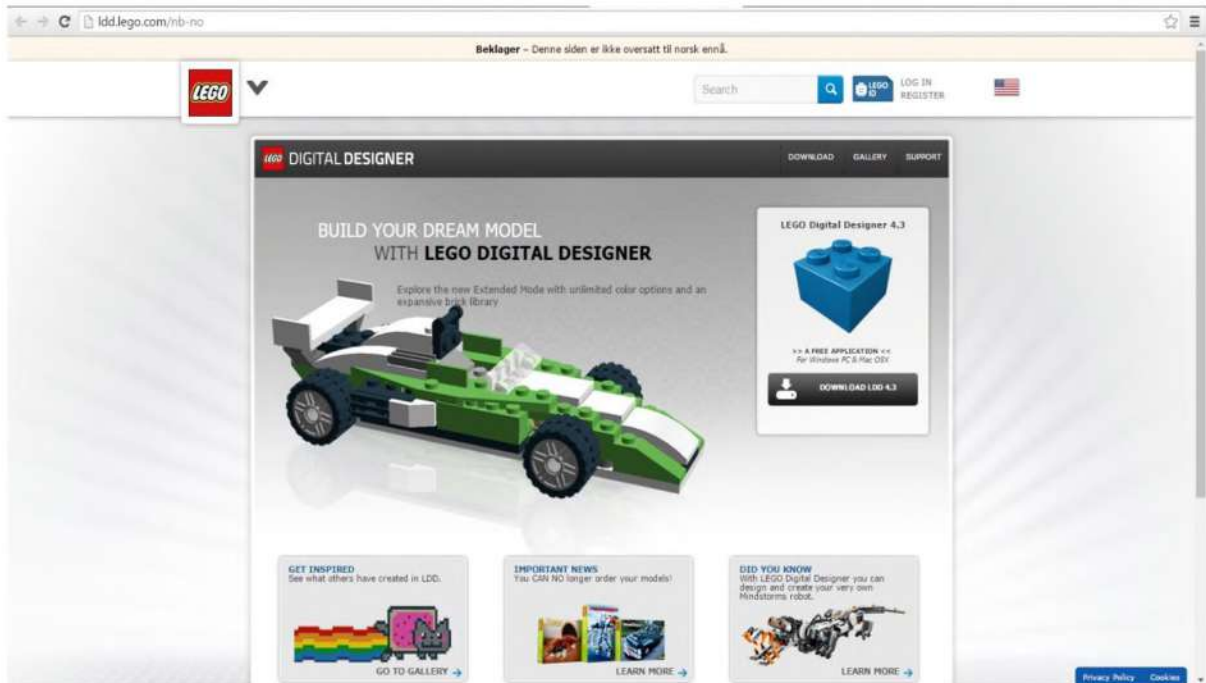 ldd.lego.com/nb-no
Beklager – Denne siden er ikke oversatt til norsk ennå.
LEGO
Search
LEGO
ID
LOG IN
REGISTER
LEGO DIGITAL DESIGNER
DOWNLOAD GALLERY SUPPORT
BUILD YOUR DREAM MODEL
WITH LEGO DIGITAL DESIGNER
Explore the new Extended Mode with unlimited color options and an
expansive brick library
LEGO Digital Designer 4.3
>> A FREE APPLICATION <<
For Windows PC & Mac OSX
DOWNLOAD LDD 4.3
GET INSPIRED
See what others have created in LDD.
GO TO GALLERY →
IMPORTANT NEWS
You CAN NO longer order your models!
LEARN MORE →
DID YOU KNOW
With LEGO Digital Designer you can
design and create your very own
Mindstorms robot.
LEARN MORE →
Privacy Policy Cookies